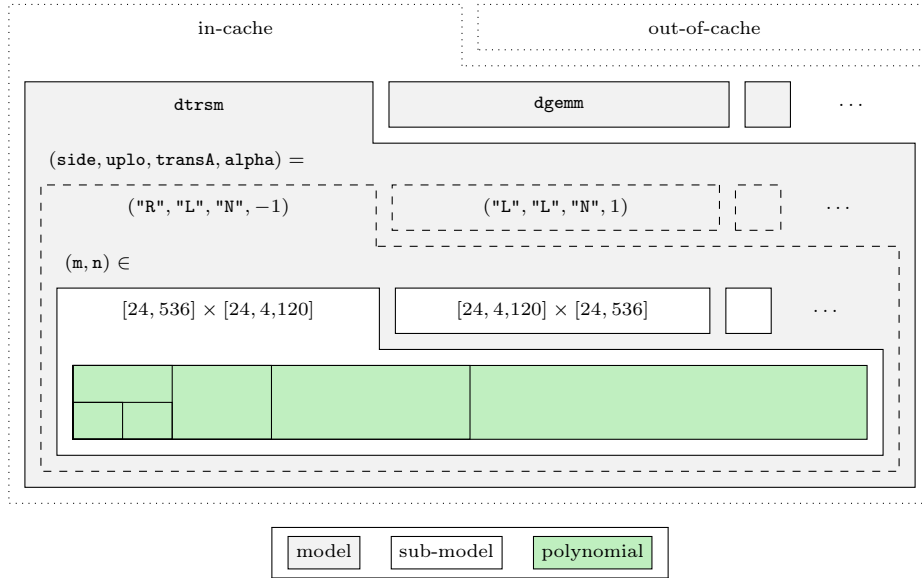 in-cache out-of-cache
dtrsm dgemm ...
(side, uplo, transA, alpha) =
("R", "L", "N", −1) ("L", "L", "N", 1) ...
(m, n) ∈
[24, 536] × [24, 4,120] [24, 4,120] × [24, 536] ...
model sub-model polynomial